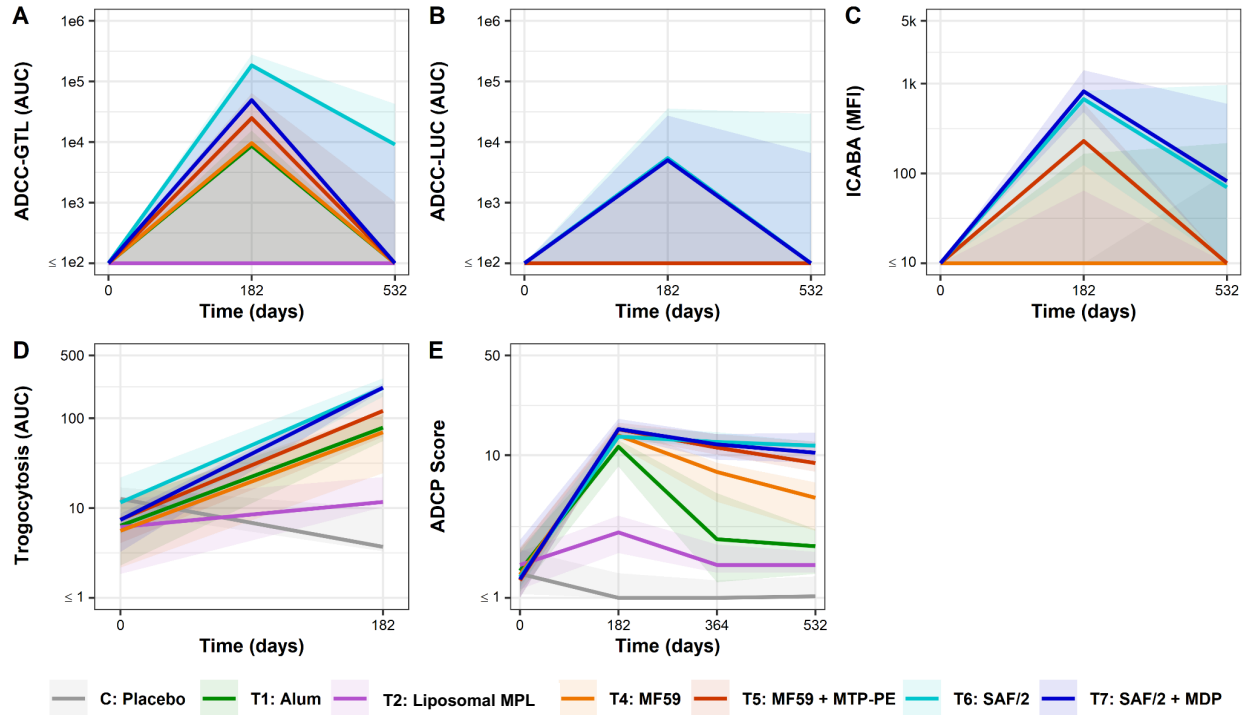 A
ADCC-GTL (AUC)
1e6
1e5
1e4
1e3
≤ 1e2
0
182
532
Time (days)
B
ADCC-LUC (AUC)
1e6
1e5
1e4
1e3
≤ 1e2
0
182
532
Time (days)
C
ICABA (MFI)
5k
1k
100
≤ 10
0
182
532
Time (days)
D
Trogocytosis (AUC)
500
100
10
≤ 1
0
182
Time (days)
E
ADCP Score
50
10
≤ 1
0
182
364
532
Time (days)
C: Placebo
T1: Alum
T2: Liposomal MPL
T4: MF59
T5: MF59 + MTP-PE
T6: SAF/2
T7: SAF/2 + MDP